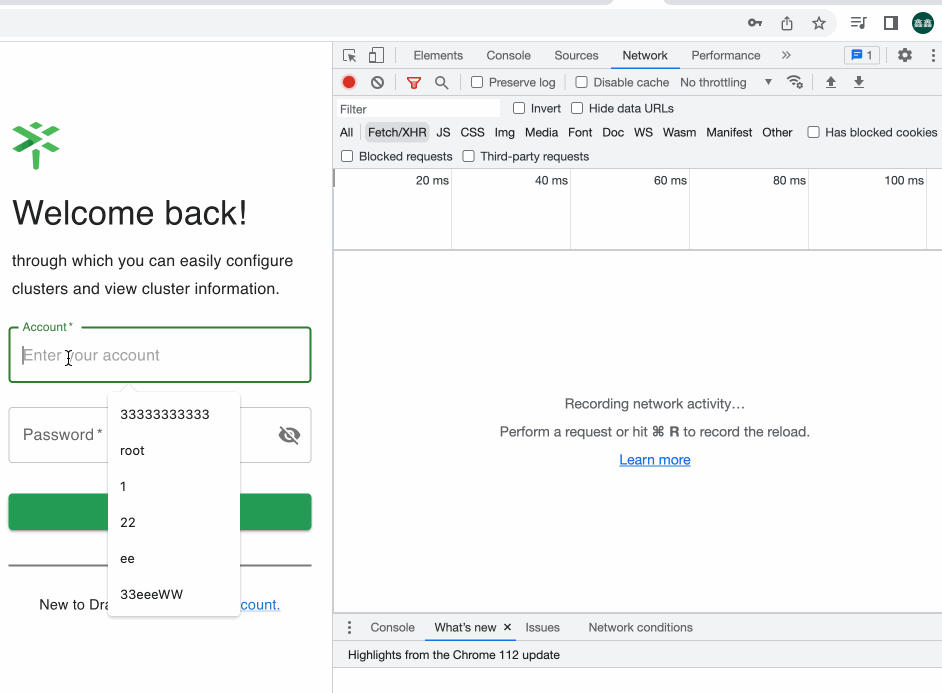 Elements Console Sources Network Performance » 1
Preserve log Disable cache No throttling
Filter Invert Hide data URLs
All Fetch/XHR JS CSS Img Media Font Doc WS Wasm Manifest Other Has blocked cookies
Blocked requests Third-party requests
20 ms 40 ms 60 ms 80 ms 100 ms
Welcome back!
through which you can easily configure
clusters and view cluster information.
Account *
Enter your account
Password *
33333333333
root
1
22
ee
33eeeWW
New to Dra
count.
Recording network activity…
Perform a request or hit ⌘ R to record the reload.
Learn more
Console What's new × Issues Network conditions
Highlights from the Chrome 112 update